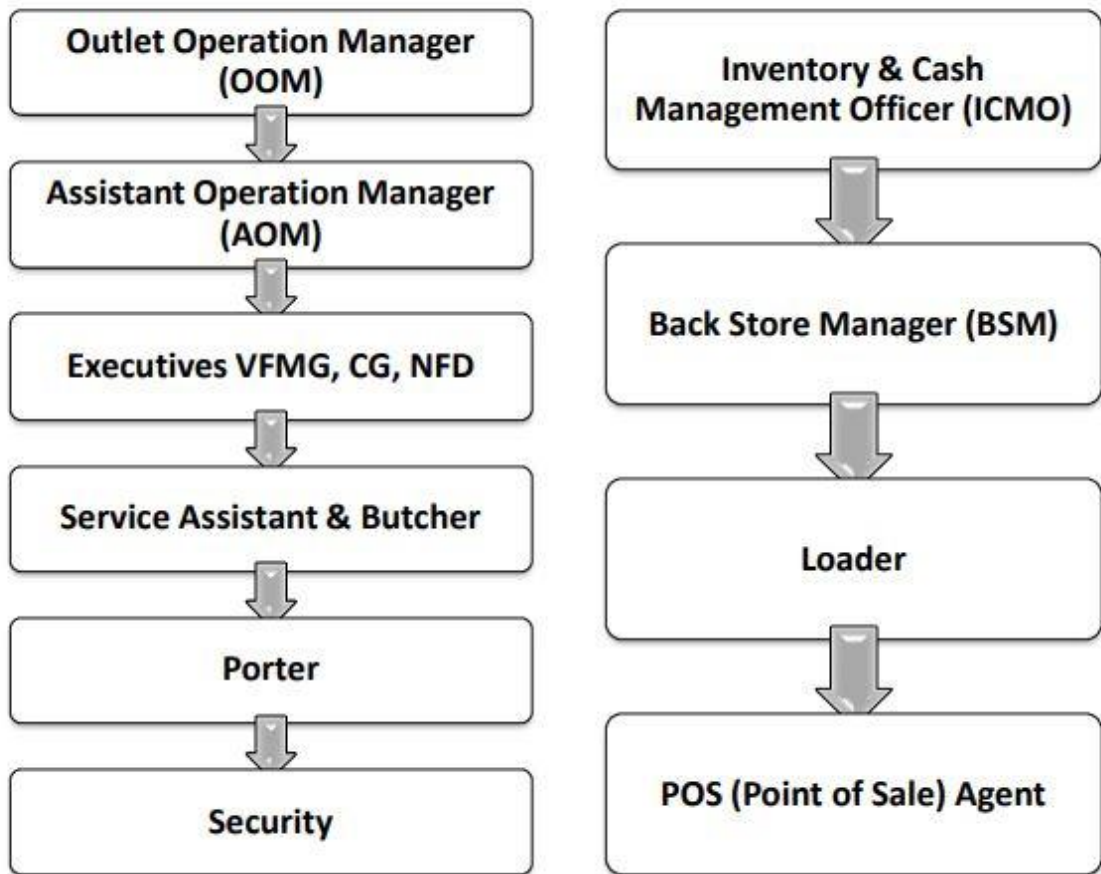 Outlet Operation Manager
(OOM)
Assistant Operation Manager
(AOM)
Executives VFMG, CG, NFD
Service Assistant & Butcher
Porter
Security
Inventory & Cash
Management Officer (ICMO)
Back Store Manager (BSM)
Loader
POS (Point of Sale) Agent